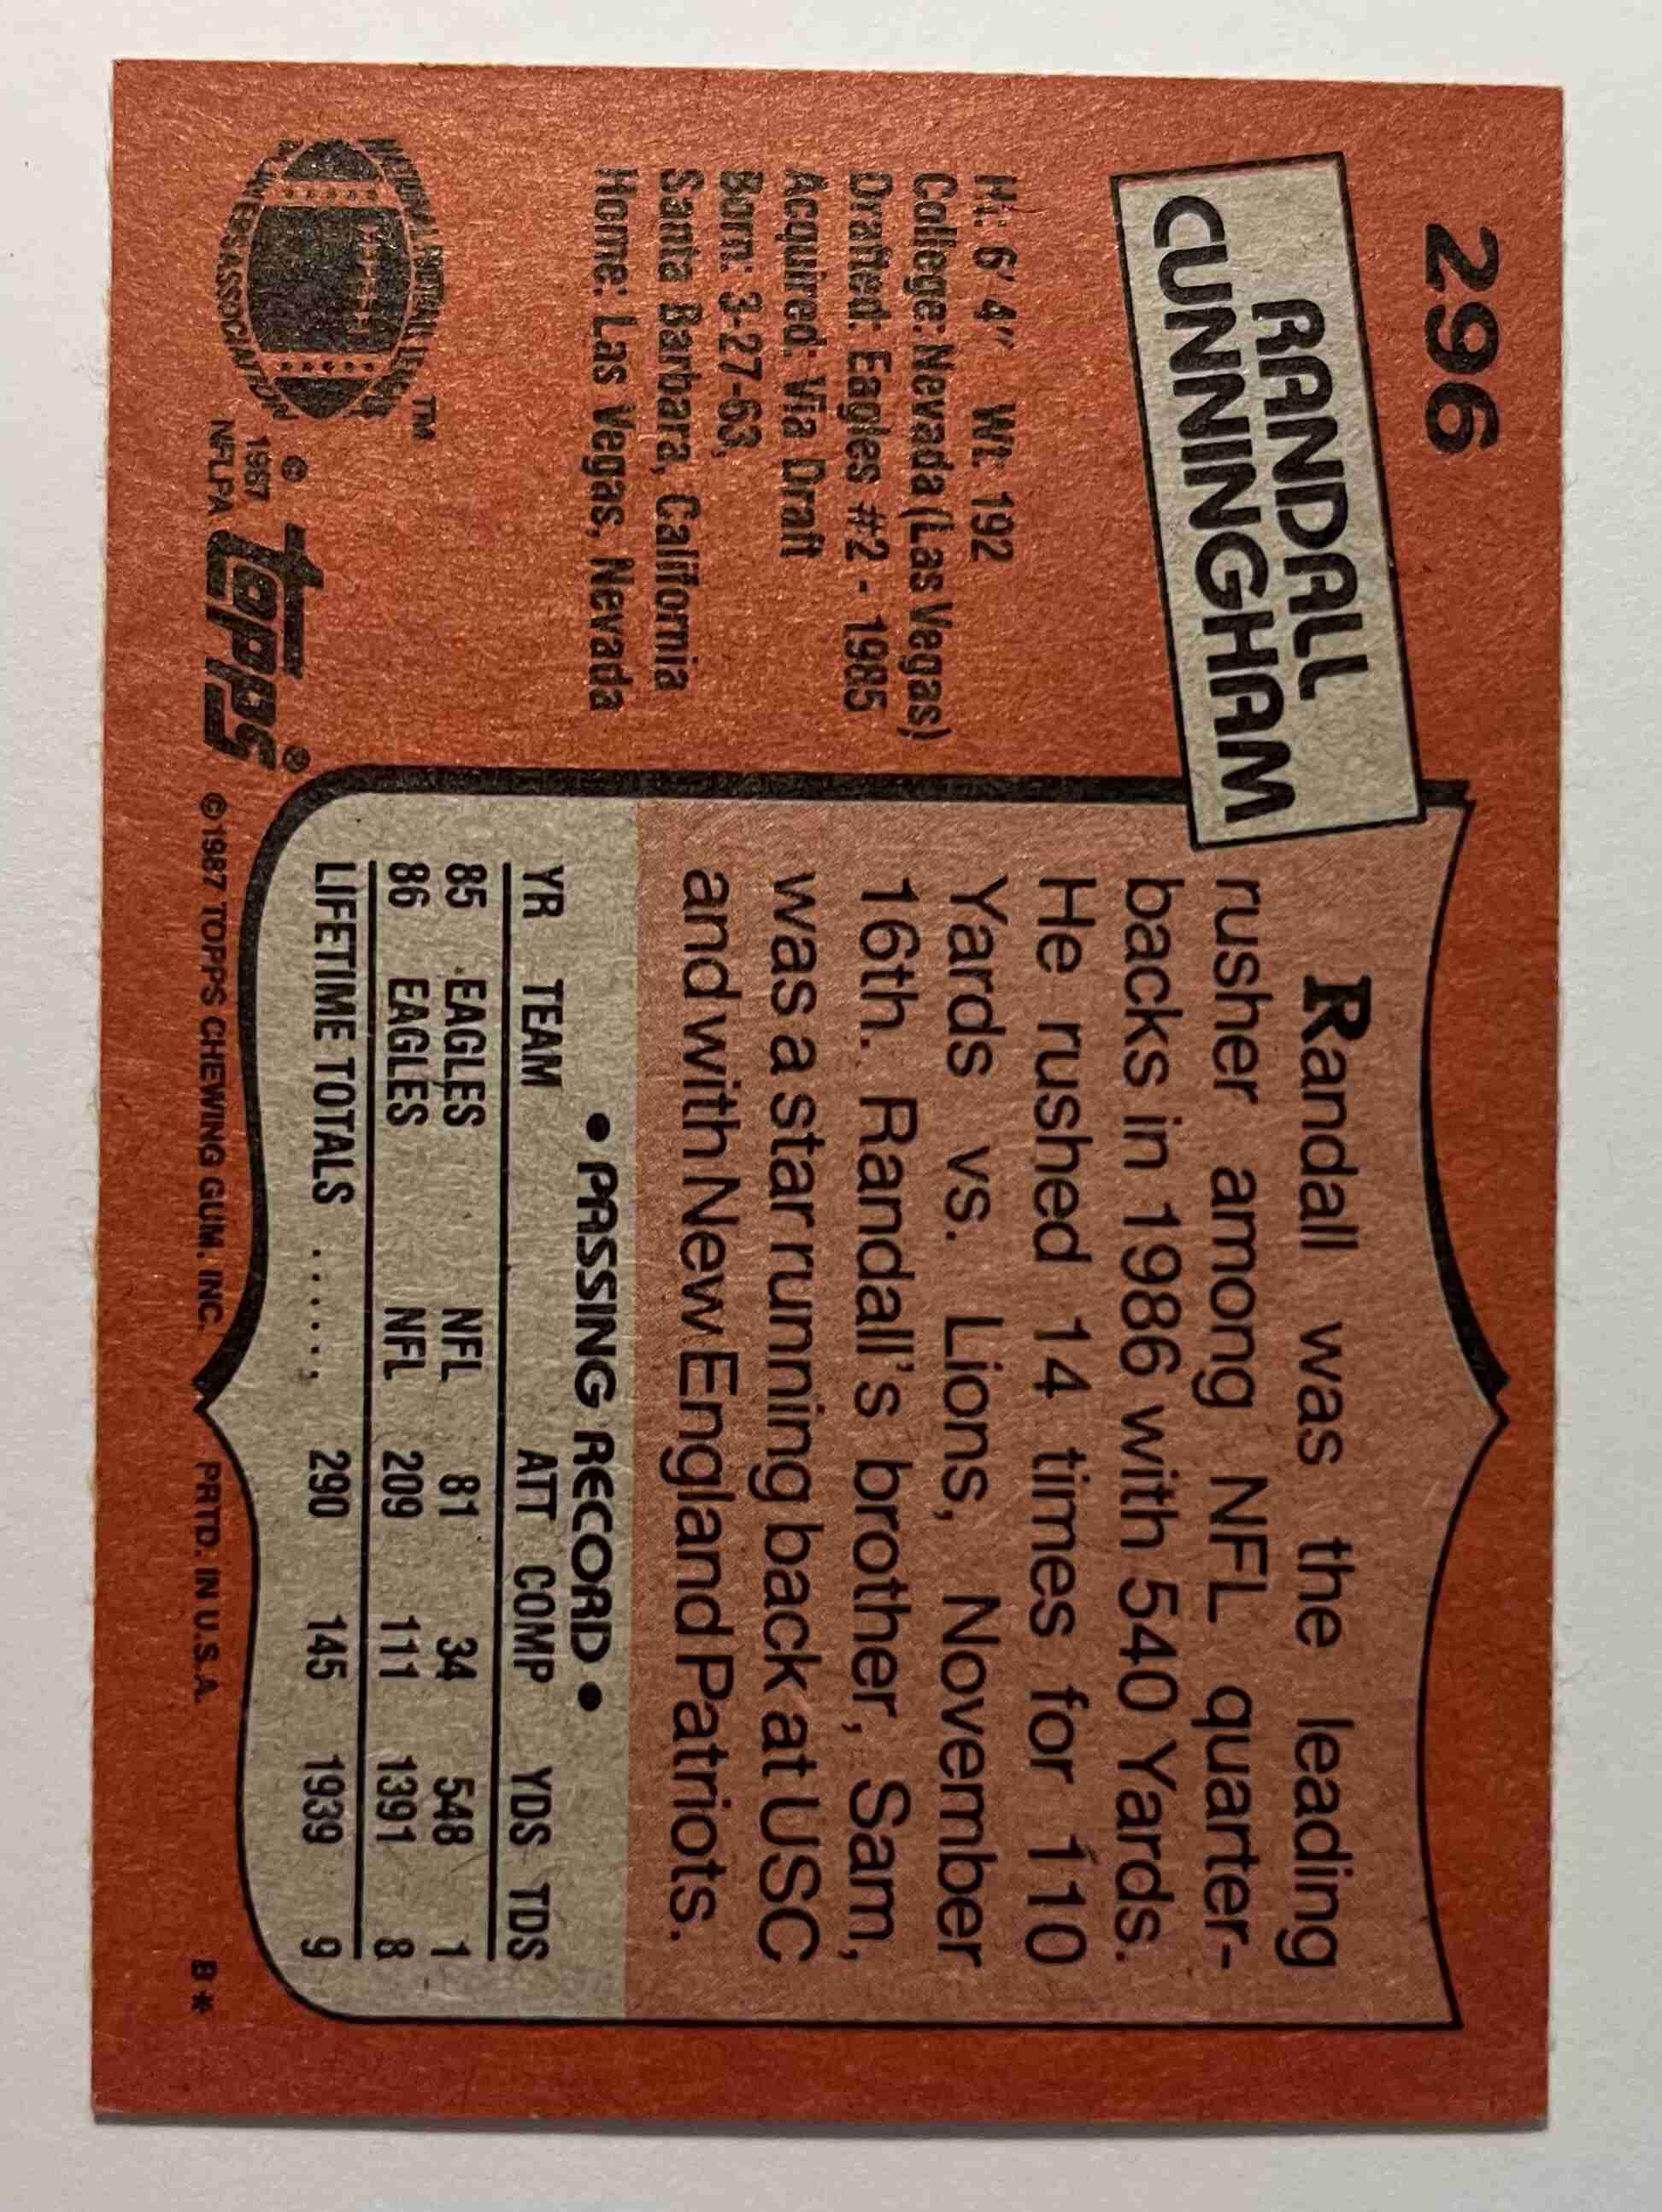 296
RANDALL
CUNNINGHAM
Ht: 6' 4" Wt: 192
College: Nevada (Las Vegas)
Drafted: Eagles #2 - 1985
Acquired: Via Draft
Born: 3-27-63,
Santa Barbara, California
Home: Las Vegas, Nevada
Randall was the leading
rusher among NFL quarter-
backs in 1986 with 540 Yards.
He rushed 14 times for 110
Yards vs. Lions, November
16th. Randall's brother, Sam,
was a star running back at USC
and with New England Patriots.
• PASSING RECORD •
YR TEAM ATT COMP YDS TDS
85 EAGLES NFL 81 34 548 1
86 EAGLES NFL 209 111 1391 8
LIFETIME TOTALS ...... 290 145 1939 9
TM
©
1987
NFLPA
topps®
©1987 TOPPS CHEWING GUM, INC. PRTD. IN U.S.A. B*